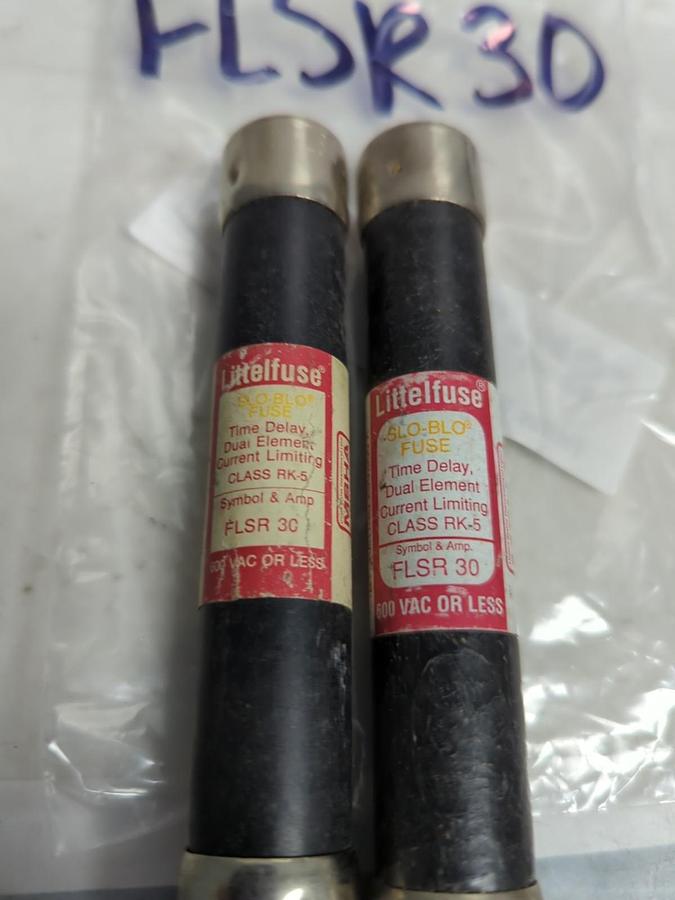 FLSR 30
Littelfuse®
SLO-BLO®
FUSE
Time Delay,
Dual Element
Current Limiting
CLASS RK-5
Symbol & Amp
FLSR 30
600 VAC OR LESS
Littelfuse®
SLO-BLO®
FUSE
Time Delay,
Dual Element
Current Limiting
CLASS RK-5
Symbol & Amp.
FLSR 30
600 VAC OR LESS